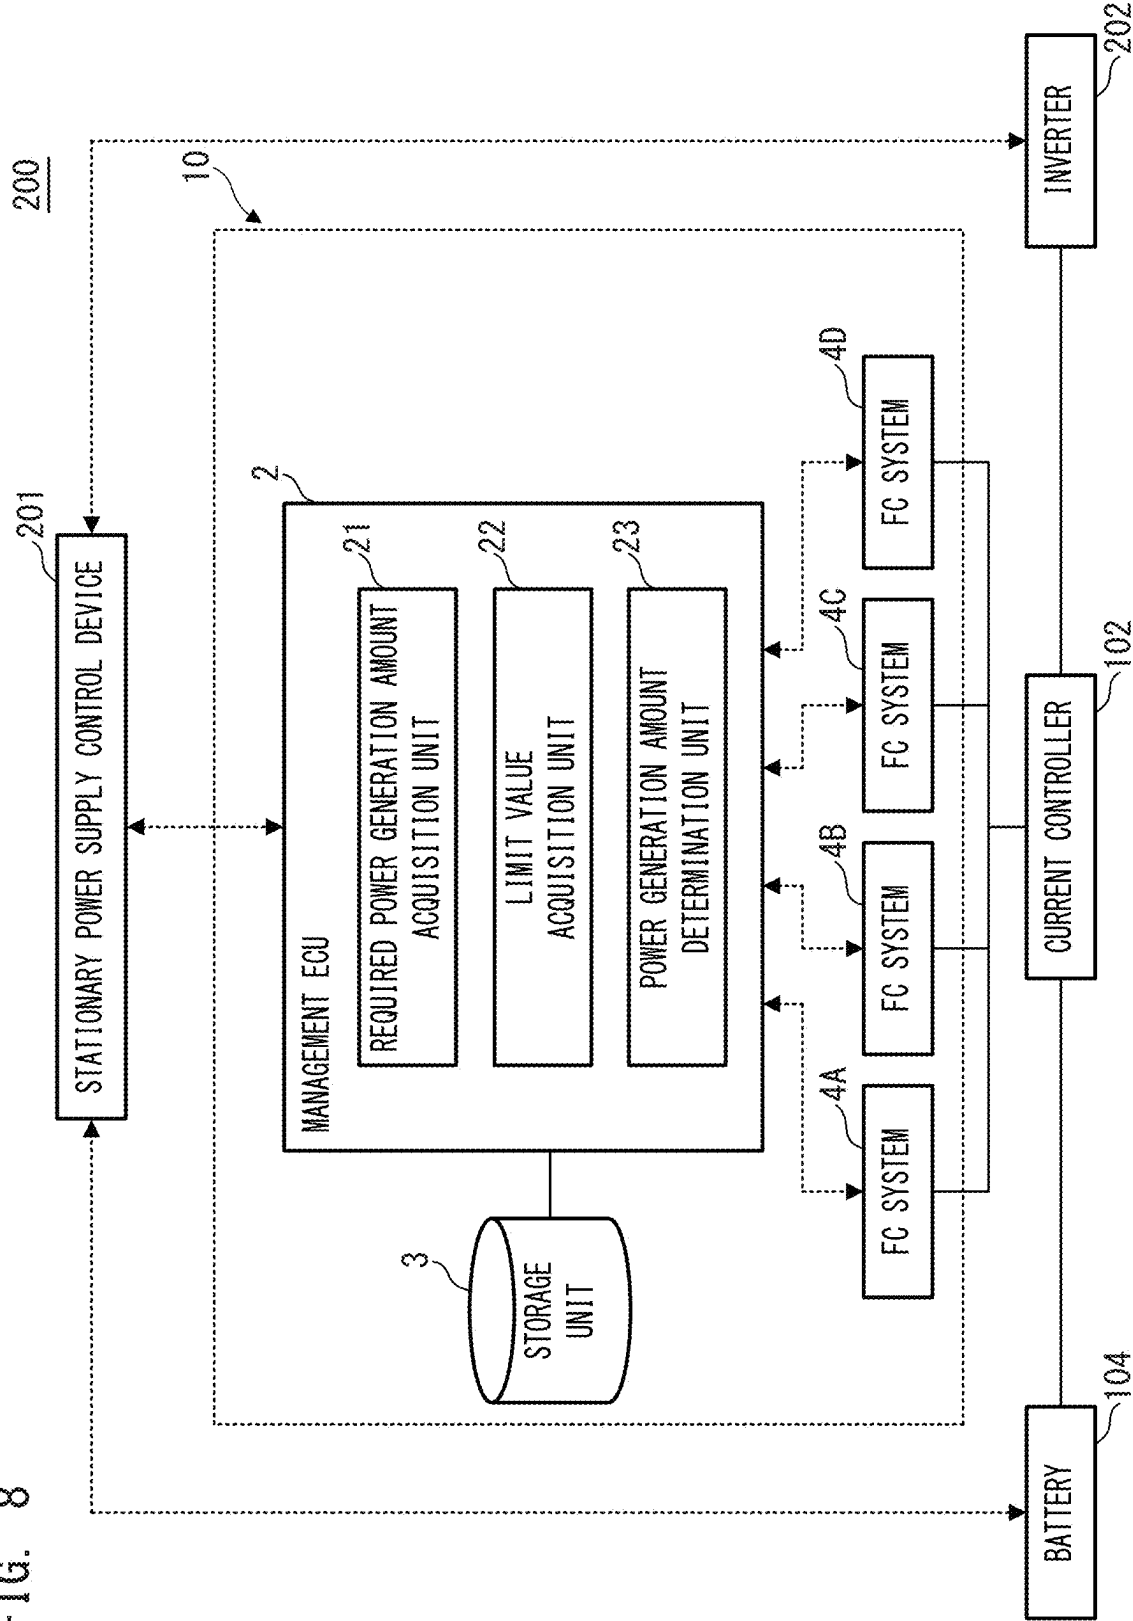 FIG. 8
200
STATIONARY POWER SUPPLY CONTROL DEVICE
201
10
MANAGEMENT ECU
2
REQUIRED POWER GENERATION AMOUNT
ACQUISITION UNIT
21
LIMIT VALUE
ACQUISITION UNIT
22
POWER GENERATION AMOUNT
DETERMINATION UNIT
23
3
STORAGE
UNIT
4A
FC SYSTEM
4B
FC SYSTEM
4C
FC SYSTEM
4D
FC SYSTEM
BATTERY
104
CURRENT CONTROLLER
102
INVERTER
202